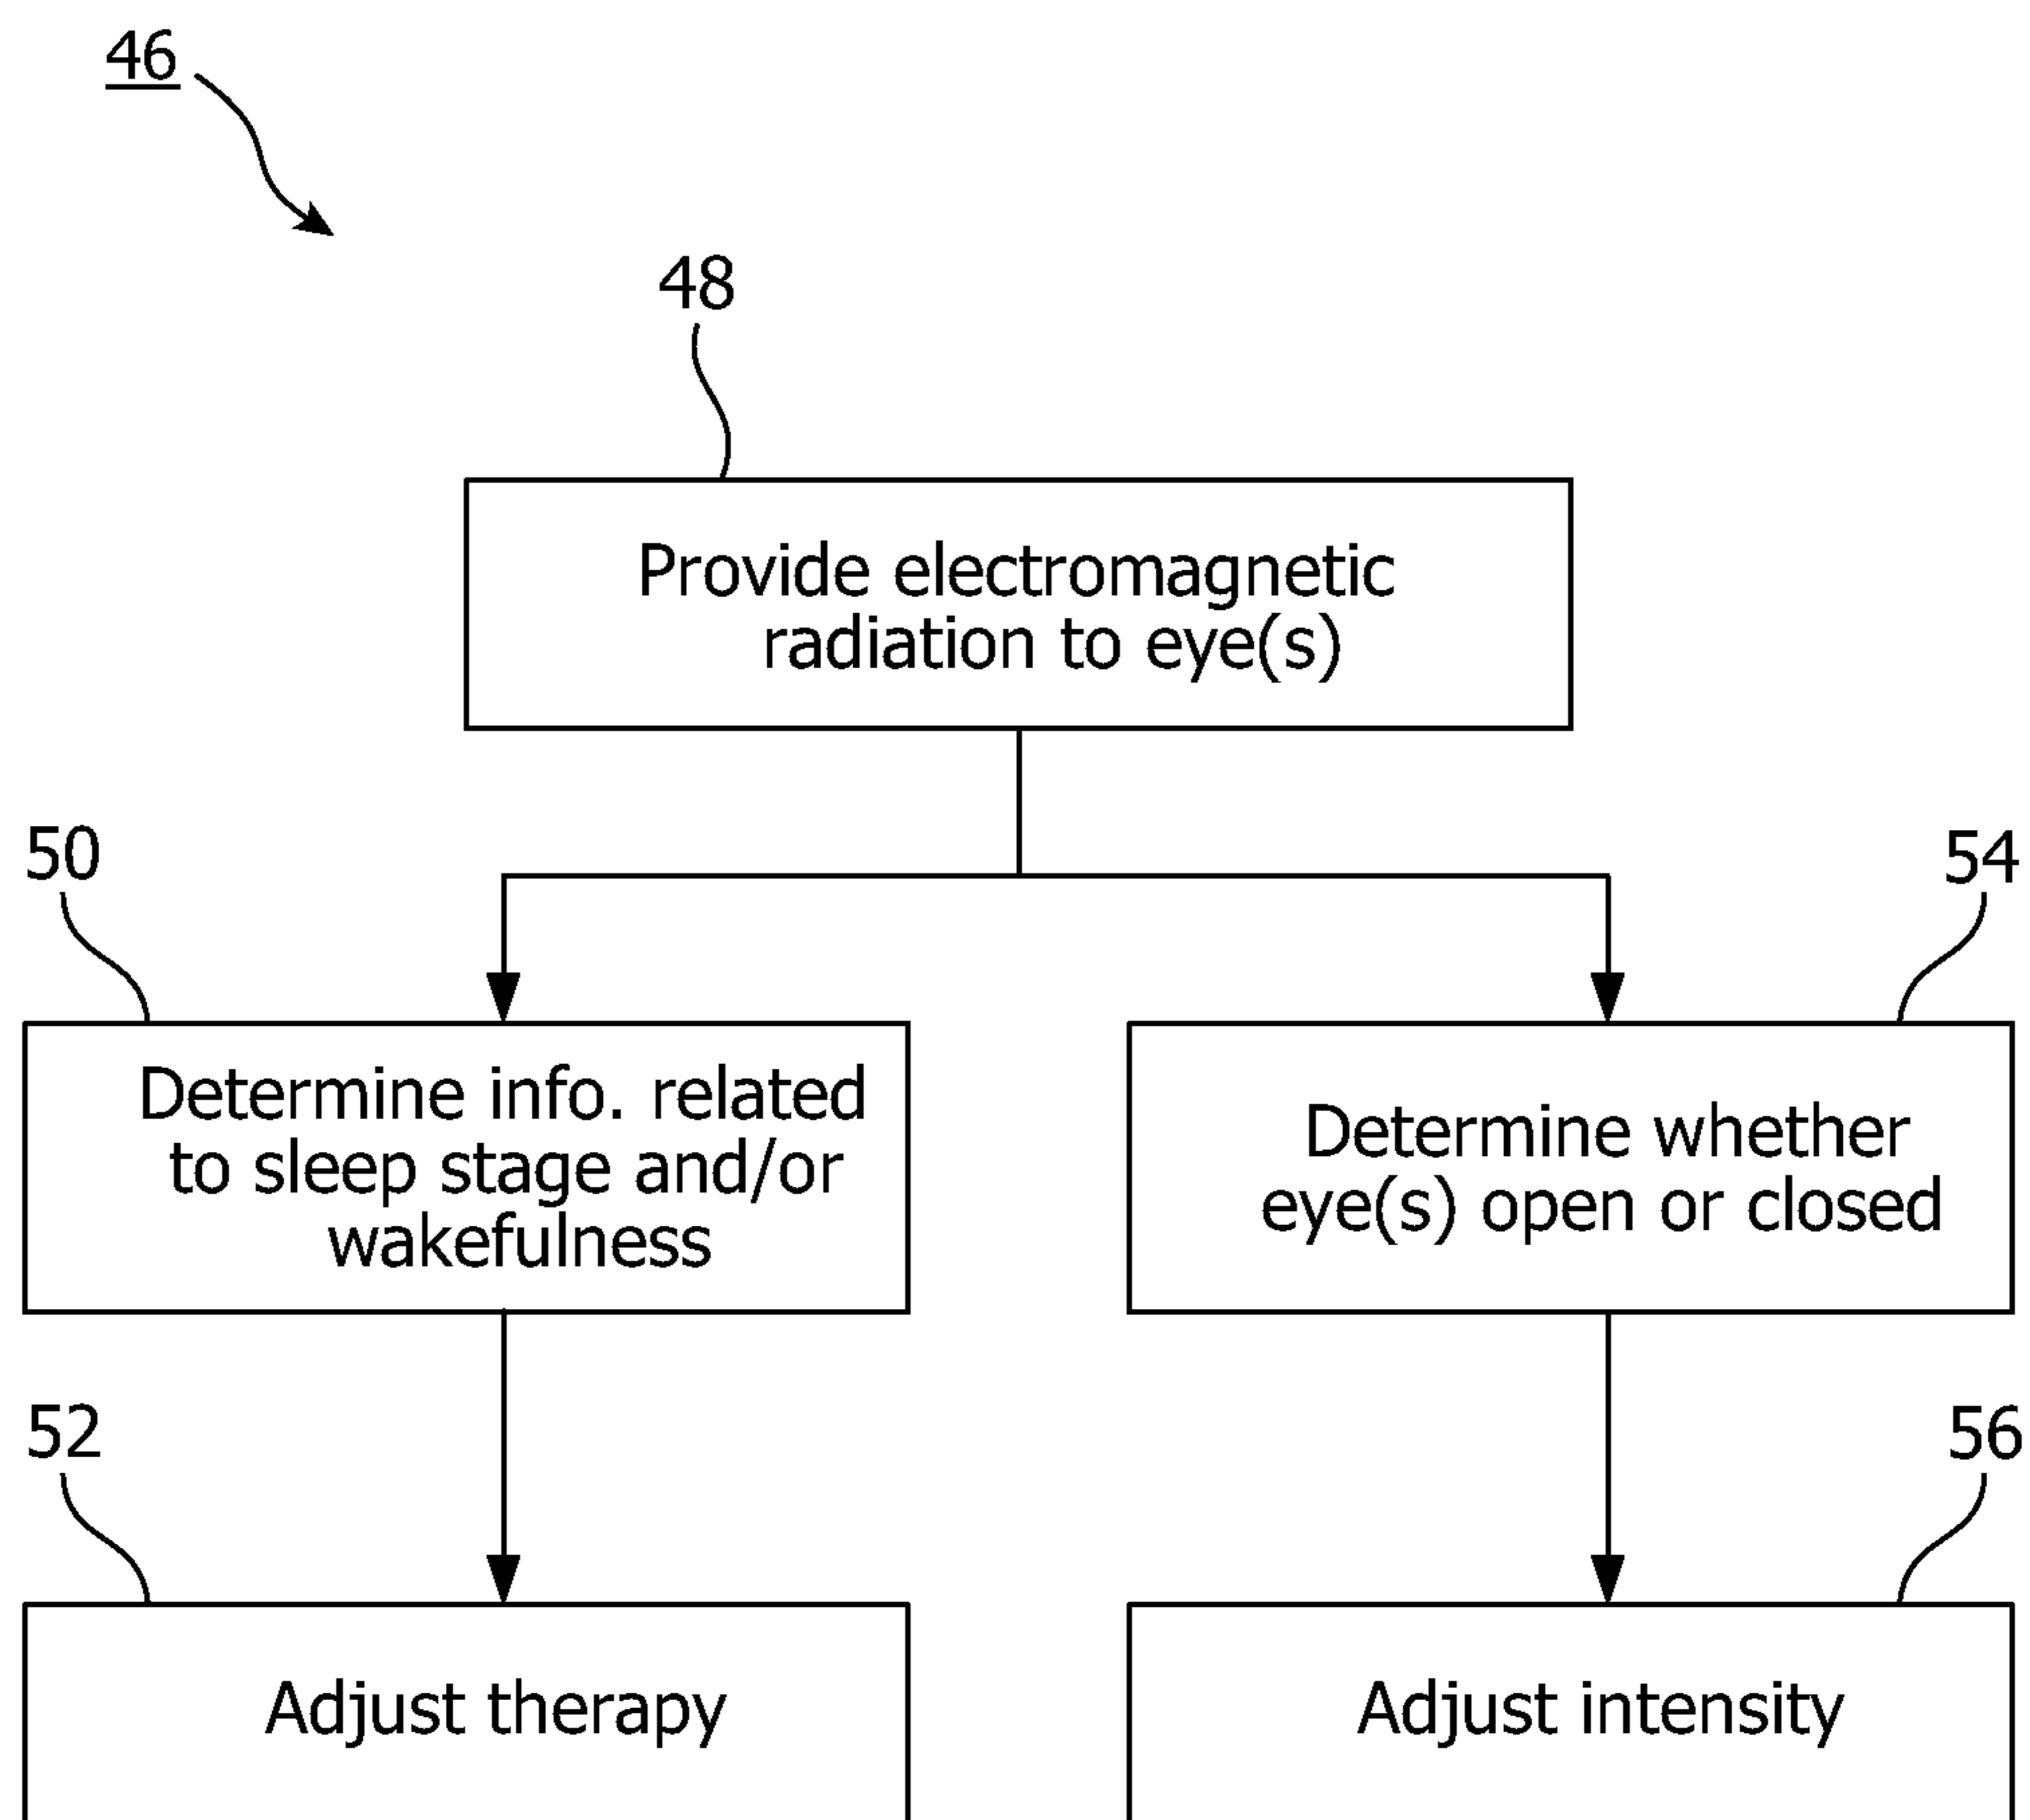 46
48
Provide electromagnetic
radiation to eye(s)
50
54
Determine info. related
to sleep stage and/or
wakefulness
Determine whether
eye(s) open or closed
52
56
Adjust therapy
Adjust intensity